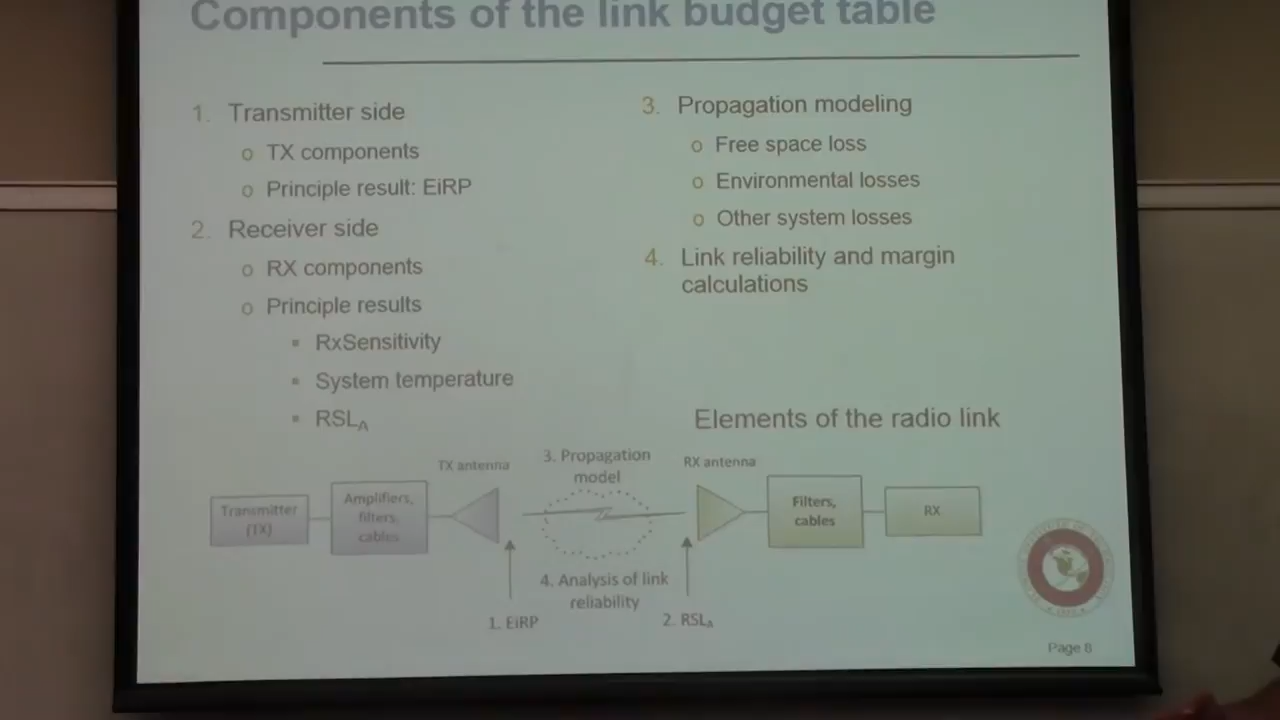 Components of the link budget table
1. Transmitter side
o TX components
o Principle result: EiRP
2. Receiver side
o RX components
o Principle results
▪ RxSensitivity
▪ System temperature
▪ RSLA
3. Propagation modeling
o Free space loss
o Environmental losses
o Other system losses
4. Link reliability and margin
calculations
Elements of the radio link
TX antenna
3. Propagation
model
RX antenna
Transmitter
(TX)
Amplifiers,
filters,
cables
Filters,
cables
RX
4. Analysis of link
reliability
1. EiRP
2. RSLA
Page 8